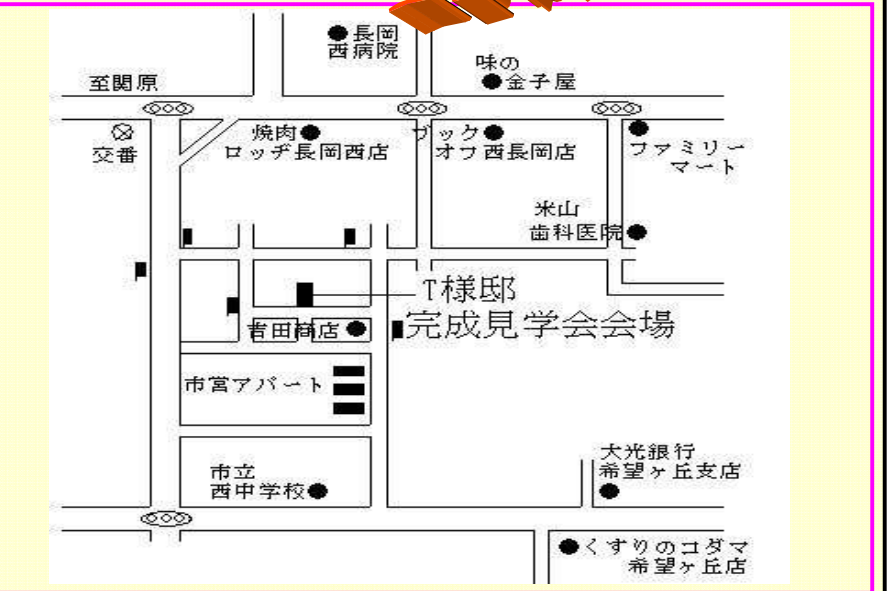 長岡
西病院
味の
金子屋
至関原
交番
焼肉
ロッヂ長岡西店
ブック
オフ西長岡店
ファミリー
マート
米山
歯科医院
T様邸
完成見学会会場
吉田商店
市営アパート
市立
西中学校
大光銀行
希望ヶ丘支店
くすりのコダマ
希望ヶ丘店